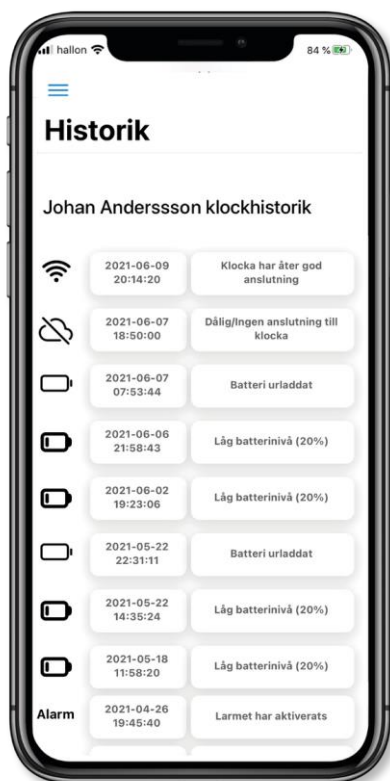 hallon
84 %
Historik
Johan Anderssson klockhistorik
2021-06-09
20:14:20
Klocka har åter god
anslutning
2021-06-07
18:50:00
Dålig/Ingen anslutning till
klocka
2021-06-07
07:53:44
Batteri urladdat
2021-06-06
21:58:43
Låg batterinivå (20%)
2021-06-02
19:23:06
Låg batterinivå (20%)
2021-05-22
22:31:11
Batteri urladdat
2021-05-22
14:35:24
Låg batterinivå (20%)
2021-05-18
11:58:20
Låg batterinivå (20%)
Alarm
2021-04-26
19:45:40
Larmet har aktiverats